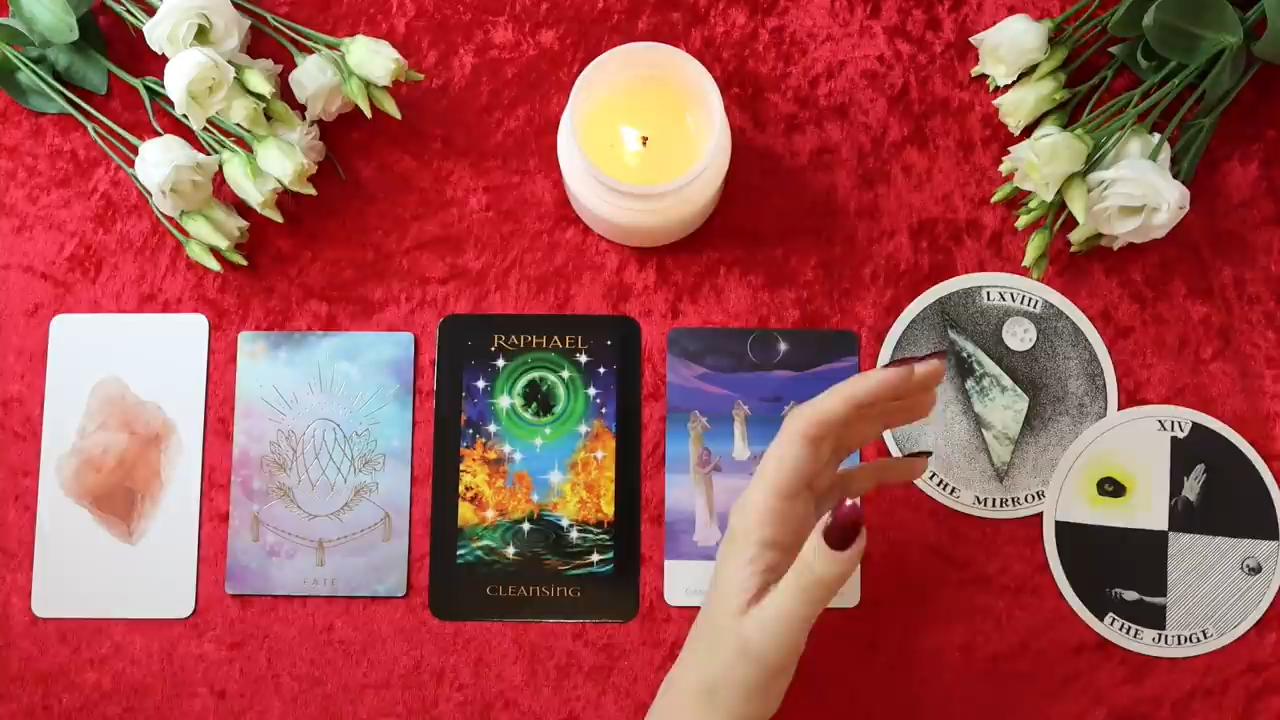 FATE
RAPHAEL
CLEANSING
LXVIII
THE MIRROR
XIV
THE JUDGE